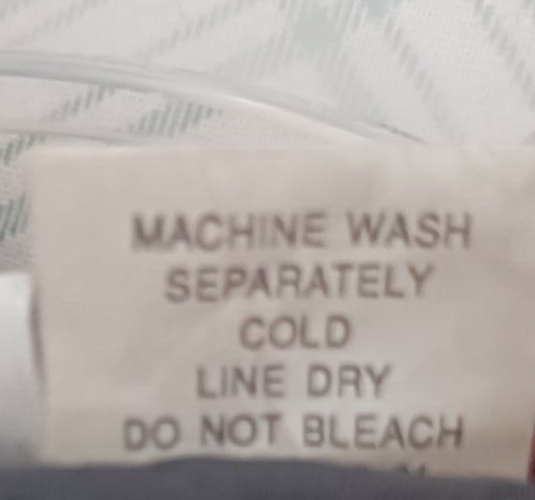 MACHINE WASH
SEPARATELY
COLD
LINE DRY
DO NOT BLEACH